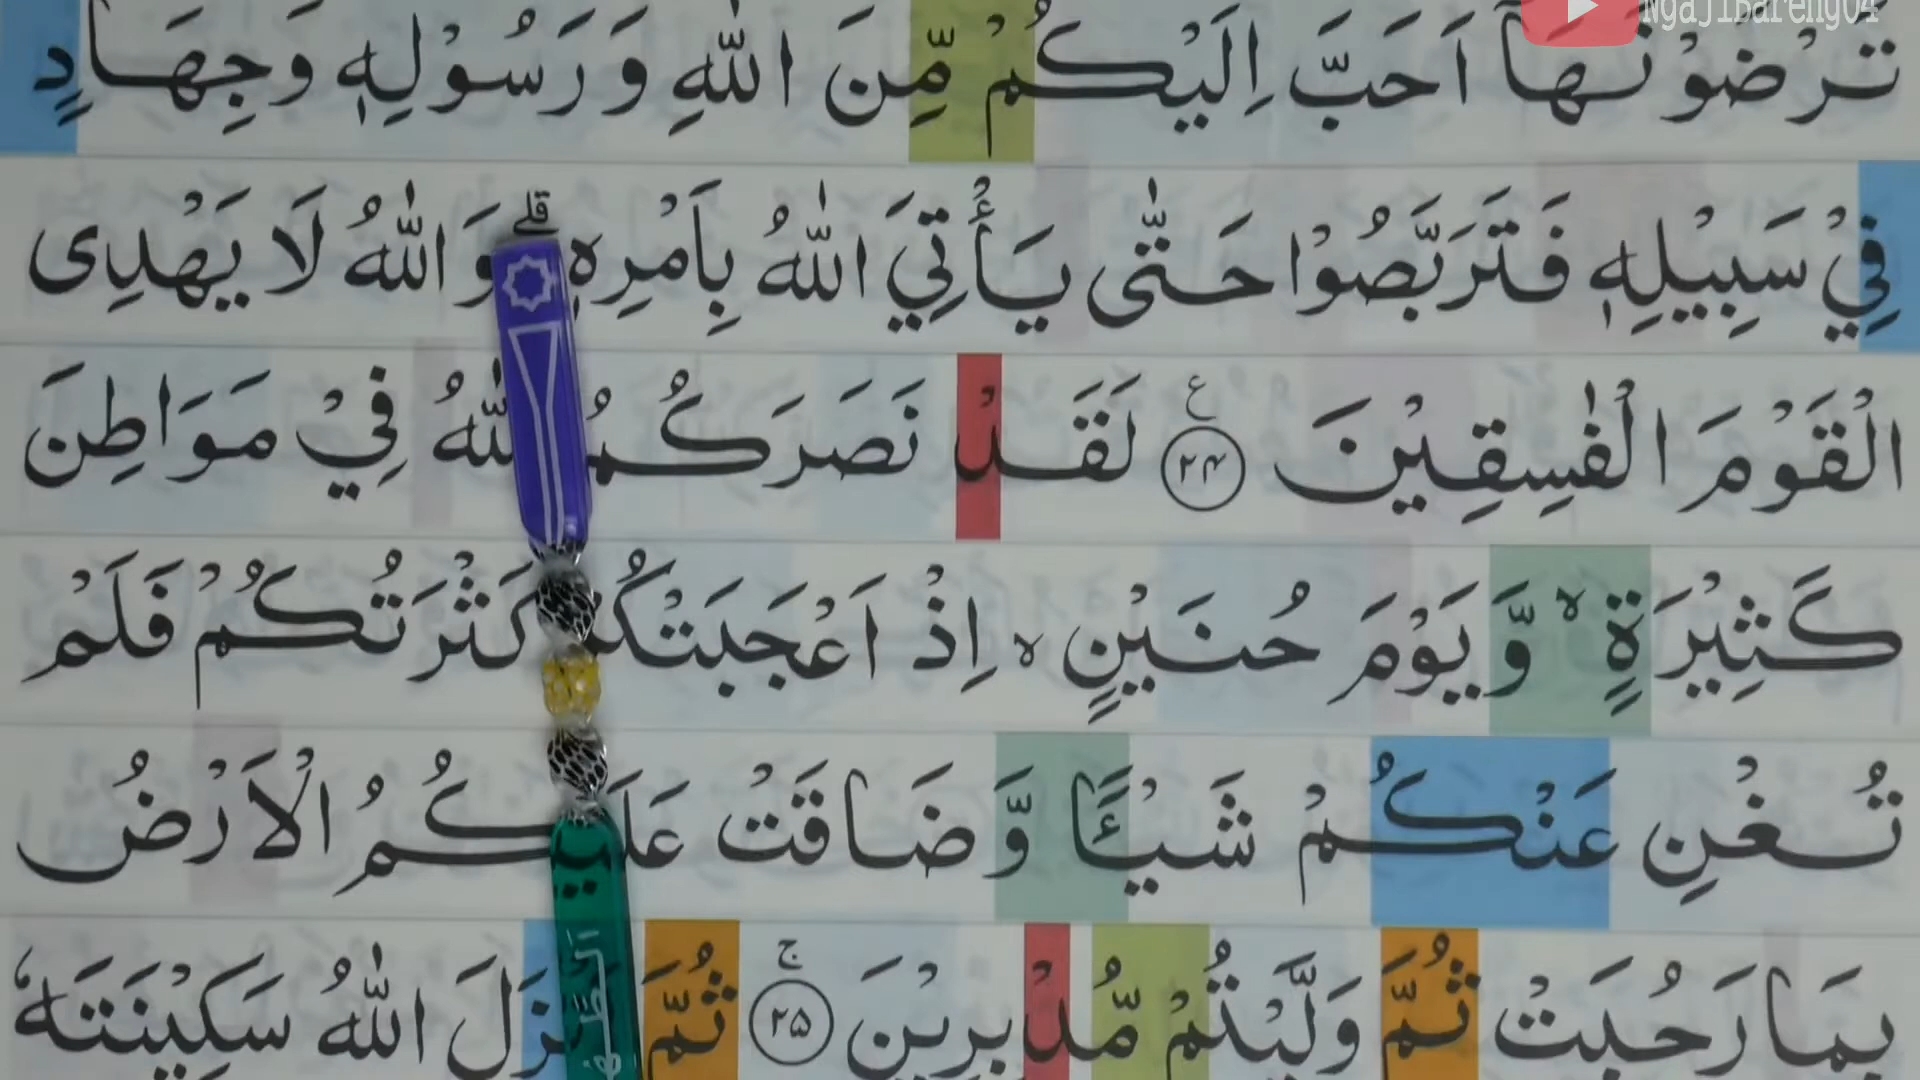 NgajiBareng04
تَرْضَوْنَهَآ اَحَبَّ اِلَيْكُمْ مِّنَ اللّٰهِ وَرَسُوْلِهٖ وَجِهَادٍ
فِيْ سَبِيْلِهٖ فَتَرَبَّصُوْا حَتّٰى يَأْتِيَ اللّٰهُ بِاَمْرِهٖ ۗ وَاللّٰهُ لَا يَهْدِى
الْقَوْمَ الْفٰسِقِيْنَ ࣖ ٢٤ لَقَدْ نَصَرَكُمُ اللّٰهُ فِيْ مَوَاطِنَ
كَثِيْرَةٍ ۙ وَّيَوْمَ حُنَيْنٍ ۙ اِذْ اَعْجَبَتْكُمْ كَثْرَتُكُمْ فَلَمْ
تُغْنِ عَنْكُمْ شَيْـًٔا وَّضَاقَتْ عَلَيْكُمُ الْاَرْضُ
بِمَا رَحُبَتْ ثُمَّ وَلَّيْتُمْ مُّدْبِرِيْنَ ۚ ٢٥ ثُمَّ اَنْزَلَ اللّٰهُ سَكِيْنَتَهٗ